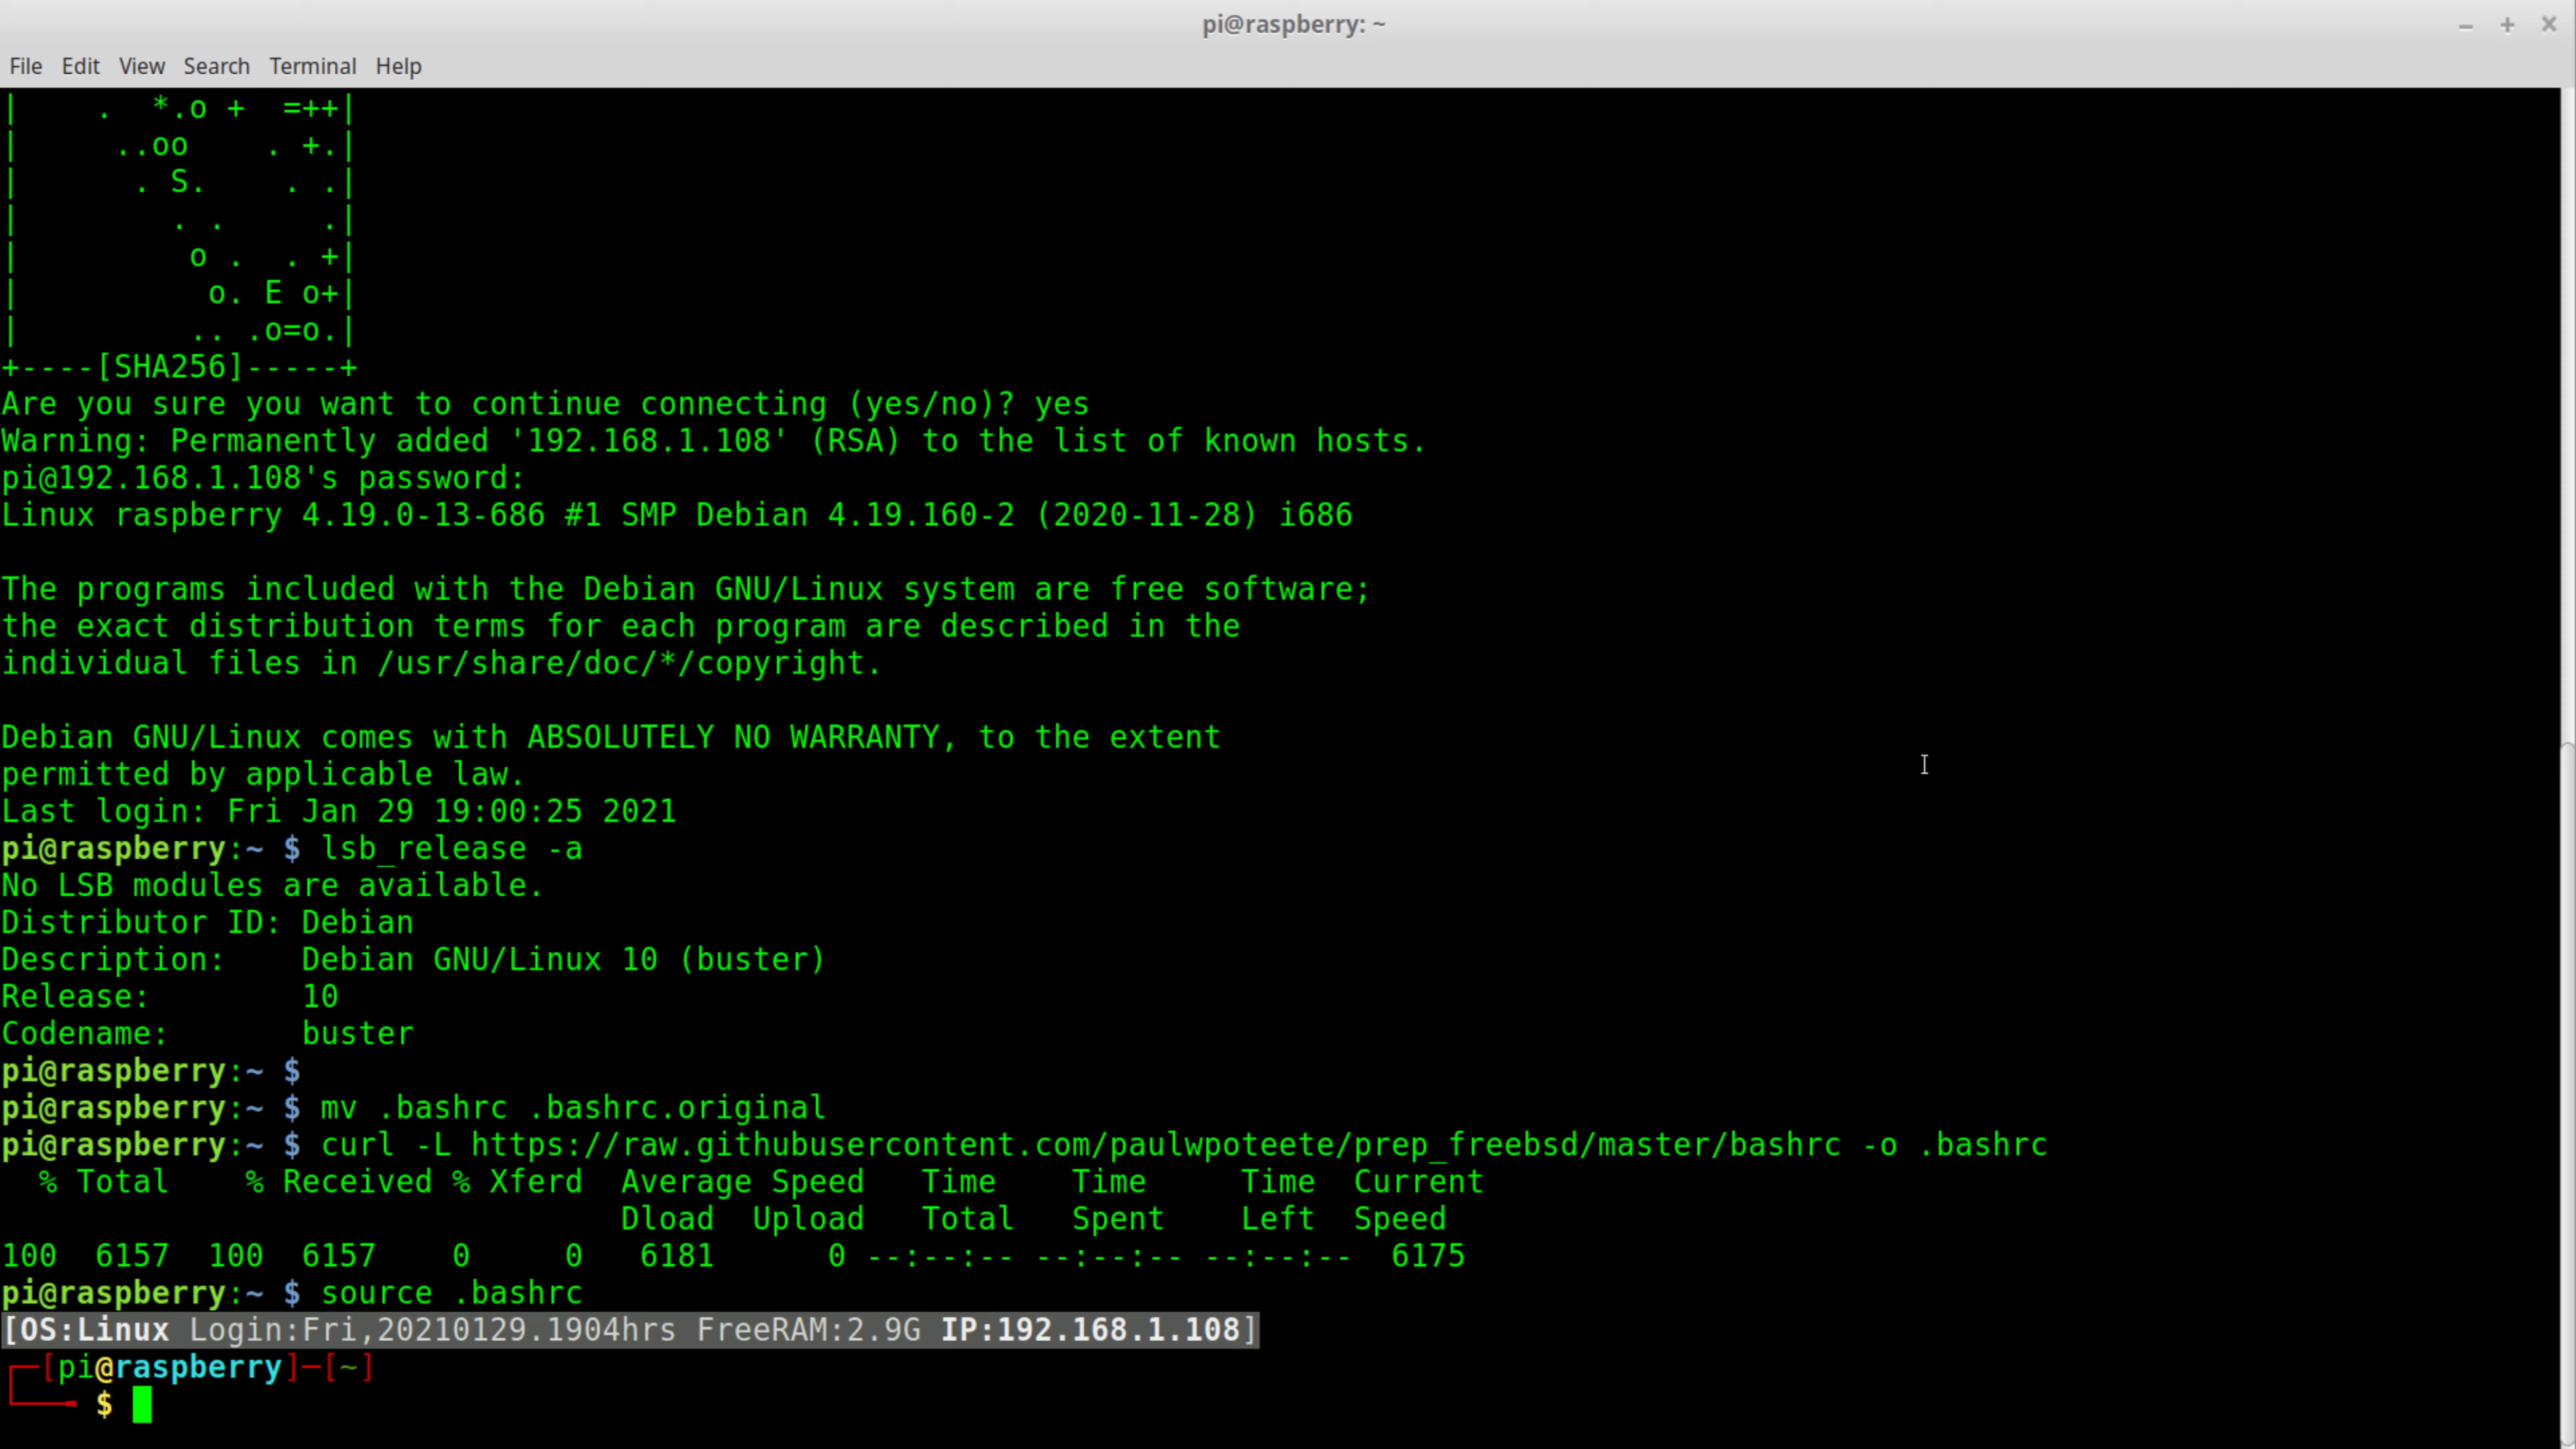 pi@raspberry: ~
File Edit View Search Terminal Help
|    .  *.o +  =++|
|     ..oo    . +.|
|      . S.    . .|
|        . .     .|
|         o .  . +|
|          o. E o+|
|         .. .o=o.|
+----[SHA256]-----+
Are you sure you want to continue connecting (yes/no)? yes
Warning: Permanently added '192.168.1.108' (RSA) to the list of known hosts.
pi@192.168.1.108's password:
Linux raspberry 4.19.0-13-686 #1 SMP Debian 4.19.160-2 (2020-11-28) i686
The programs included with the Debian GNU/Linux system are free software;
the exact distribution terms for each program are described in the
individual files in /usr/share/doc/*/copyright.
Debian GNU/Linux comes with ABSOLUTELY NO WARRANTY, to the extent
permitted by applicable law.
Last login: Fri Jan 29 19:00:25 2021
pi@raspberry:~ $ lsb_release -a
No LSB modules are available.
Distributor ID: Debian
Description:    Debian GNU/Linux 10 (buster)
Release:        10
Codename:       buster
pi@raspberry:~ $
pi@raspberry:~ $ mv .bashrc .bashrc.original
pi@raspberry:~ $ curl -L https://raw.githubusercontent.com/paulwpoteete/prep_freebsd/master/bashrc -o .bashrc
  % Total    % Received % Xferd  Average Speed   Time    Time     Time  Current
                                 Dload  Upload   Total   Spent    Left  Speed
100  6157  100  6157    0     0   6181      0 --:--:-- --:--:-- --:--:--  6175
pi@raspberry:~ $ source .bashrc
[OS:Linux Login:Fri,20210129.1904hrs FreeRAM:2.9G IP:192.168.1.108]
┌─[pi@raspberry]─[~]
└──╼ $